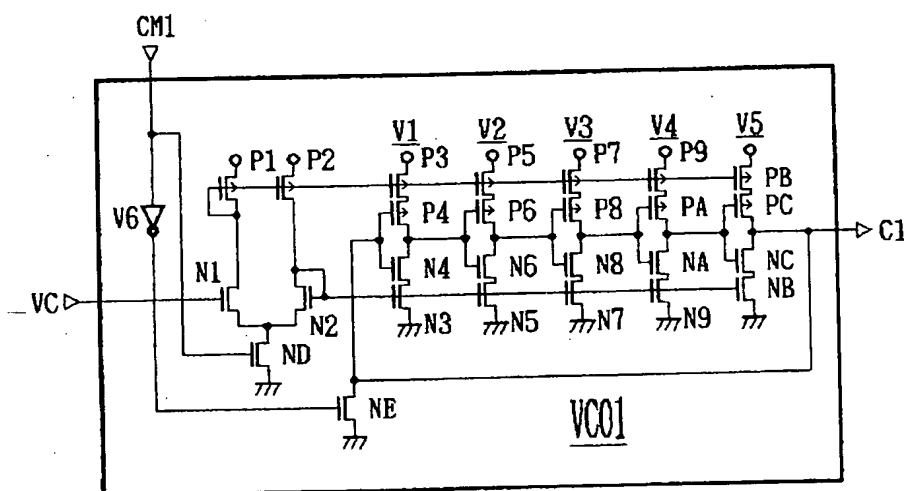 CM1
V1 V2 V3 V4 V5
P1 P2 P3 P5 P7 P9 PB
P4 P6 P8 PA PC
V6
C1
N1 N4 N6 N8 NA NC
VC
N2 N3 N5 N7 N9 NB
ND
NE
VCO1